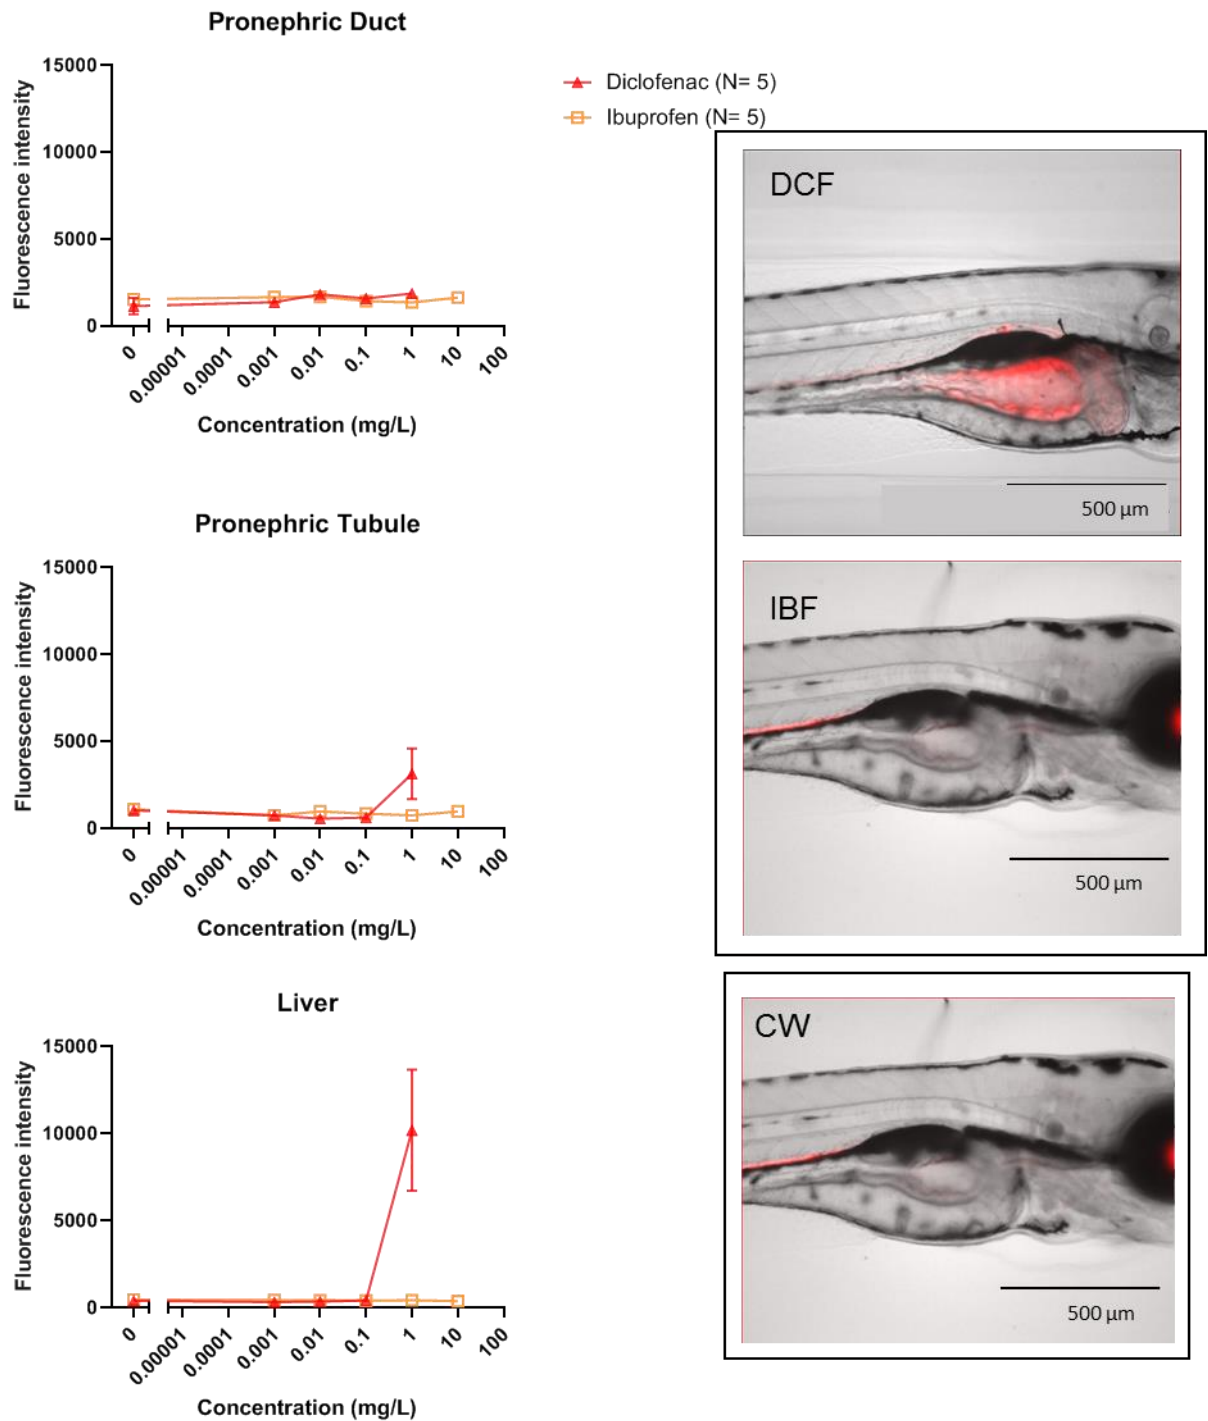 Pronephric Duct
Fluorescence intensity
15000
10000
5000
0
0 0.00001 0.0001 0.001 0.01 0.1 1 10 100
Concentration (mg/L)
Diclofenac (N= 5)
Ibuprofen (N= 5)
Pronephric Tubule
Fluorescence intensity
15000
10000
5000
0
0 0.00001 0.0001 0.001 0.01 0.1 1 10 100
Concentration (mg/L)
Liver
Fluorescence intensity
15000
10000
5000
0
0 0.00001 0.0001 0.001 0.01 0.1 1 10 100
Concentration (mg/L)
DCF
500 µm
IBF
500 µm
CW
500 µm